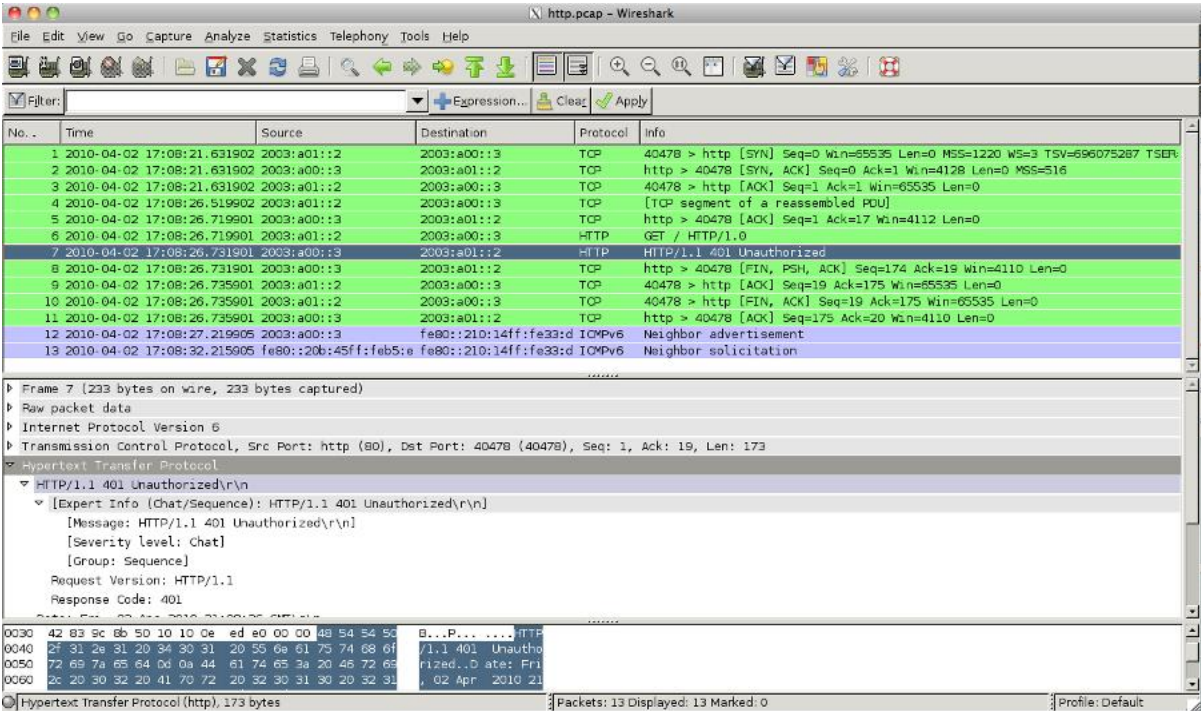 http.pcap - Wireshark
File Edit View Go Capture Analyze Statistics Telephony Tools Help
Filter: Expression... Clear Apply
No. . Time Source Destination Protocol Info
1 2010-04-02 17:08:21.631902 2003:a01::2 2003:a00::3 TCP 40478 > http [SYN] Seq=0 Win=65535 Len=0 MSS=1220 WS=3 TSV=696075287 TSER
2 2010-04-02 17:08:21.631902 2003:a00::3 2003:a01::2 TCP http > 40478 [SYN, ACK] Seq=0 Ack=1 Win=4128 Len=0 MSS=516
3 2010-04-02 17:08:21.631902 2003:a01::2 2003:a00::3 TCP 40478 > http [ACK] Seq=1 Ack=1 Win=65535 Len=0
4 2010-04-02 17:08:26.519902 2003:a01::2 2003:a00::3 TCP [TCP segment of a reassembled PDU]
5 2010-04-02 17:08:26.719901 2003:a00::3 2003:a01::2 TCP http > 40478 [ACK] Seq=1 Ack=17 Win=4112 Len=0
6 2010-04-02 17:08:26.719901 2003:a01::2 2003:a00::3 HTTP GET / HTTP/1.0
7 2010-04-02 17:08:26.731901 2003:a00::3 2003:a01::2 HTTP HTTP/1.1 401 Unauthorized
8 2010-04-02 17:08:26.731901 2003:a00::3 2003:a01::2 TCP http > 40478 [FIN, PSH, ACK] Seq=174 Ack=19 Win=4110 Len=0
9 2010-04-02 17:08:26.735901 2003:a01::2 2003:a00::3 TCP 40478 > http [ACK] Seq=19 Ack=175 Win=65535 Len=0
10 2010-04-02 17:08:26.735901 2003:a01::2 2003:a00::3 TCP 40478 > http [FIN, ACK] Seq=19 Ack=175 Win=65535 Len=0
11 2010-04-02 17:08:26.735901 2003:a00::3 2003:a01::2 TCP http > 40478 [ACK] Seq=175 Ack=20 Win=4110 Len=0
12 2010-04-02 17:08:27.219905 2003:a00::3 fe80::210:14ff:fe33:d ICMPv6 Neighbor advertisement
13 2010-04-02 17:08:32.215905 fe80::20b:45ff:feb5:e fe80::210:14ff:fe33:d ICMPv6 Neighbor solicitation
Frame 7 (233 bytes on wire, 233 bytes captured)
Raw packet data
Internet Protocol Version 6
Transmission Control Protocol, Src Port: http (80), Dst Port: 40478 (40478), Seq: 1, Ack: 19, Len: 173
Hypertext Transfer Protocol
HTTP/1.1 401 Unauthorized\r\n
[Expert Info (Chat/Sequence): HTTP/1.1 401 Unauthorized\r\n]
[Message: HTTP/1.1 401 Unauthorized\r\n]
[Severity level: Chat]
[Group: Sequence]
Request Version: HTTP/1.1
Response Code: 401
0030 42 83 9c 8b 50 10 10 0e ed e0 00 00 48 54 54 50 B...P... ....HTTP
0040 2f 31 2e 31 20 34 30 31 20 55 6e 61 75 74 68 6f /1.1 401 Unautho
0050 72 69 7a 65 64 0d 0a 44 61 74 65 3a 20 46 72 69 rized..D ate: Fri
0060 2c 20 30 32 20 41 70 72 20 32 30 31 30 20 32 31 , 02 Apr 2010 21
Hypertext Transfer Protocol (http), 173 bytes Packets: 13 Displayed: 13 Marked: 0 Profile: Default